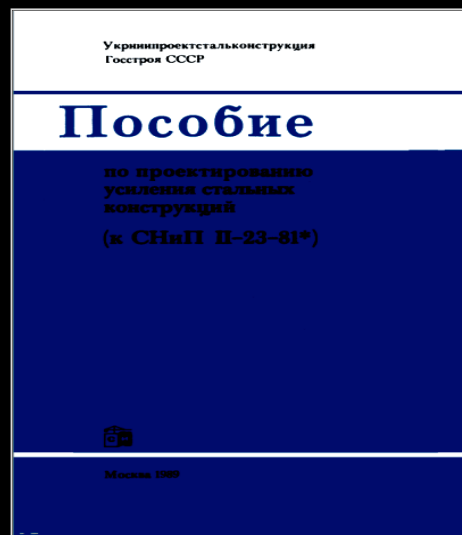 Укрниипроектстальконструкция
Госстроя СССР
Пособие
по проектированию
усиления стальных
конструкций
(к СНиП II-23-81*)
Москва 1989